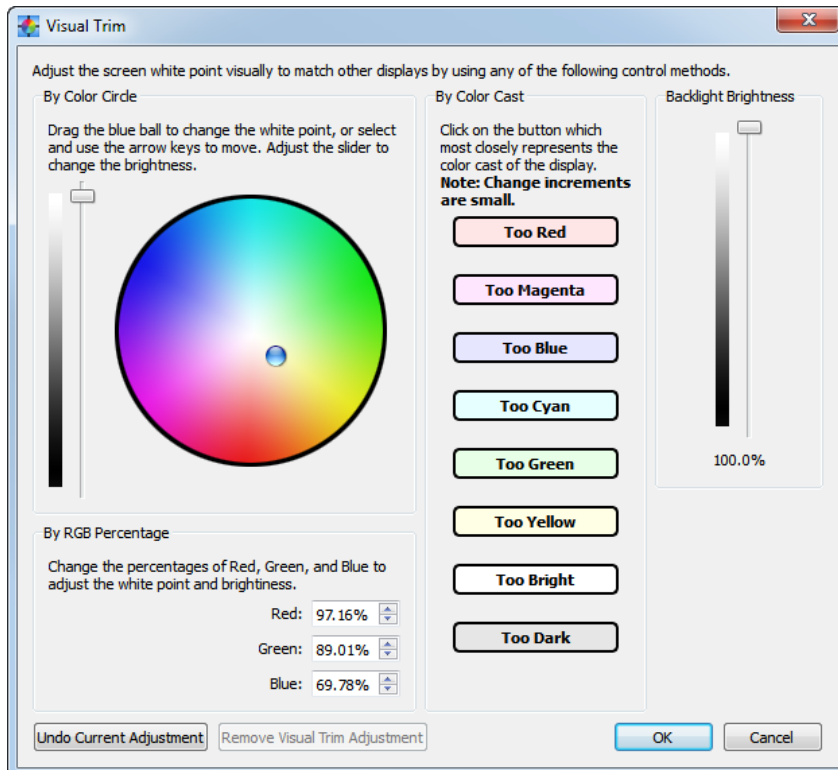 Visual Trim
Adjust the screen white point visually to match other displays by using any of the following control methods.
By Color Circle
Drag the blue ball to change the white point, or select
and use the arrow keys to move. Adjust the slider to
change the brightness.
By RGB Percentage
Change the percentages of Red, Green, and Blue to
adjust the white point and brightiness.
Red: 97.16%
Green: 89.01%
Blue: 69.78%
By Color Cast
Click on the button which
most closely represents the
color cast of the display.
Note: Change increments
are small.
Too Red
Too Magenta
Too Blue
Too Cyan
Too Green
Too Yellow
Too Bright
Too Dark
Backlight Brightness
100.0%
Undo Current Adjustment
Remove Visual Trim Adjustment
OK
Cancel